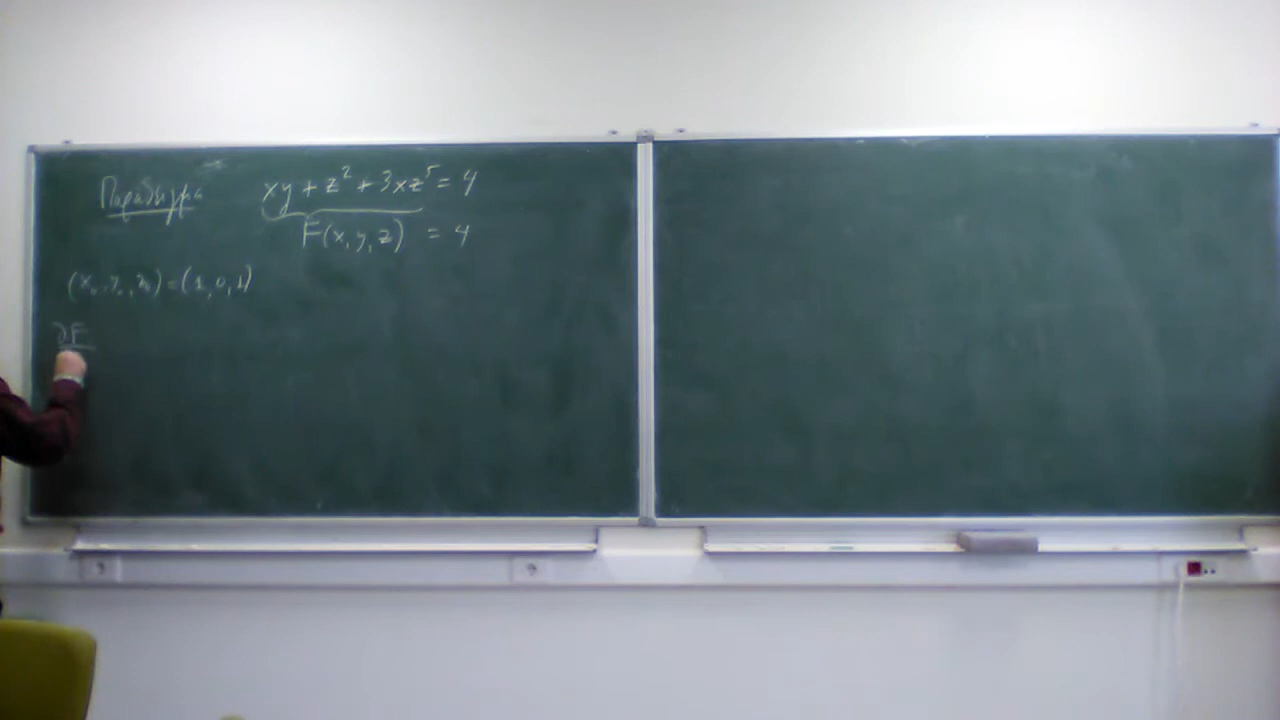 Παράδειγμα xy + z² + 3xz⁵ = 4
F(x, y, z) = 4
(x₀, y₀, z₀) = (1, 0, 1)
∂F